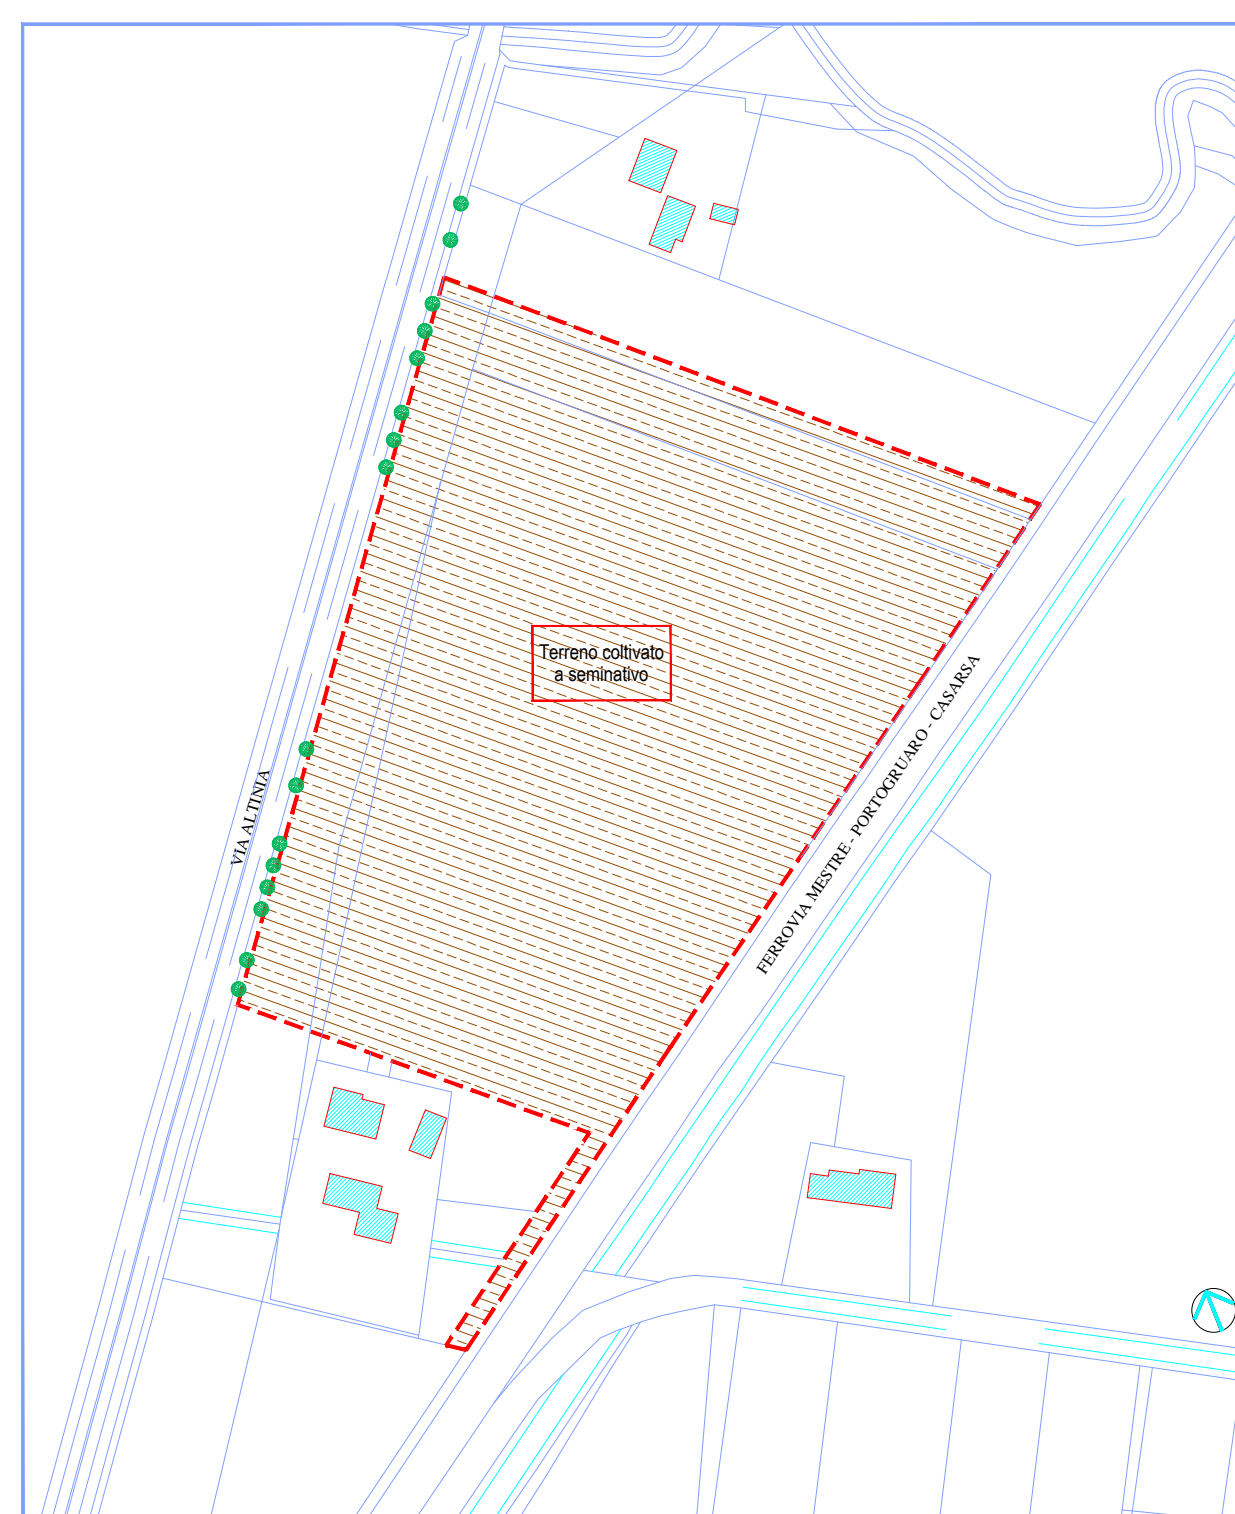 Terreno coltivato
a seminativo
VIA ALTINIA
FERROVIA MESTRE - PORTOGRUARO - CASARSA